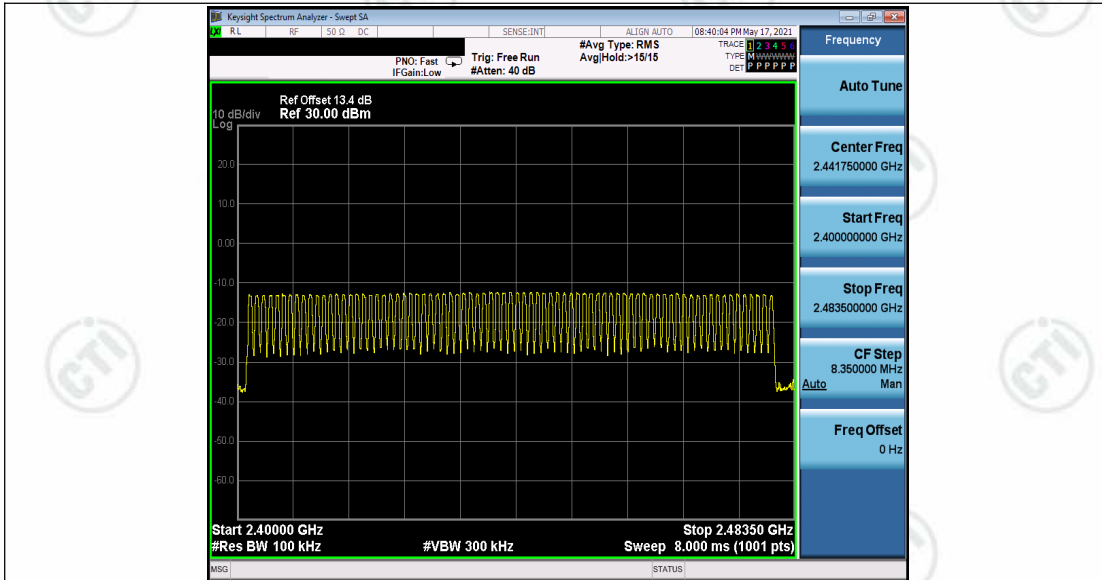 Keysight Spectrum Analyzer - Swept SA
LXI RL RF 50 Ω DC SENSE:INT ALIGN AUTO 08:40:04 PM May 17, 2021
#Avg Type: RMS TRACE 1 2 3 4 5 6
PNO: Fast Trig: Free Run Avg|Hold:>15/15 TYPE M WWWWW
IFGain:Low #Atten: 40 dB DET P P P P P P
Ref Offset 13.4 dB
10 dB/div Ref 30.00 dBm
Log
20.0
10.0
0.00
-10.0
-20.0
-30.0
-40.0
-50.0
-60.0
Start 2.40000 GHz Stop 2.48350 GHz
#Res BW 100 kHz #VBW 300 kHz Sweep 8.000 ms (1001 pts)
MSG STATUS
Frequency
Auto Tune
Center Freq
2.441750000 GHz
Start Freq
2.400000000 GHz
Stop Freq
2.483500000 GHz
CF Step
8.350000 MHz
Auto Man
Freq Offset
0 Hz
CTI
CTI